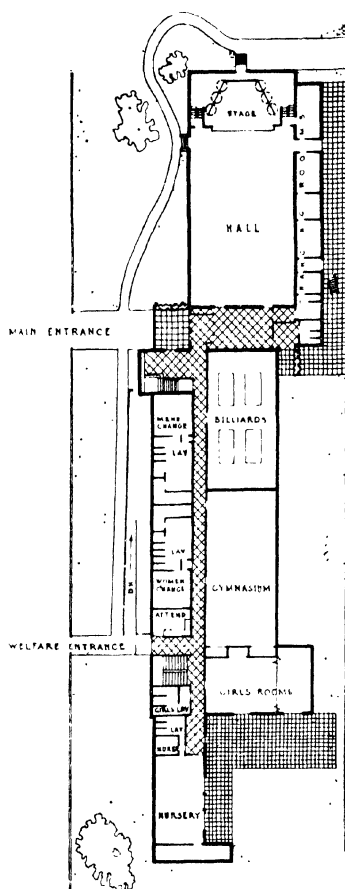 STAGE
HALL
MAIN ENTRANCE
MENS
CHANGE
LAV
BILLIARDS
LAV
WOMEN
CHANGE
GYMNASIUM
DN
ATTEND
WELFARE ENTRANCE
GIRLS ROOMS
GIRLS LAV
LAV
NURSE
NURSERY